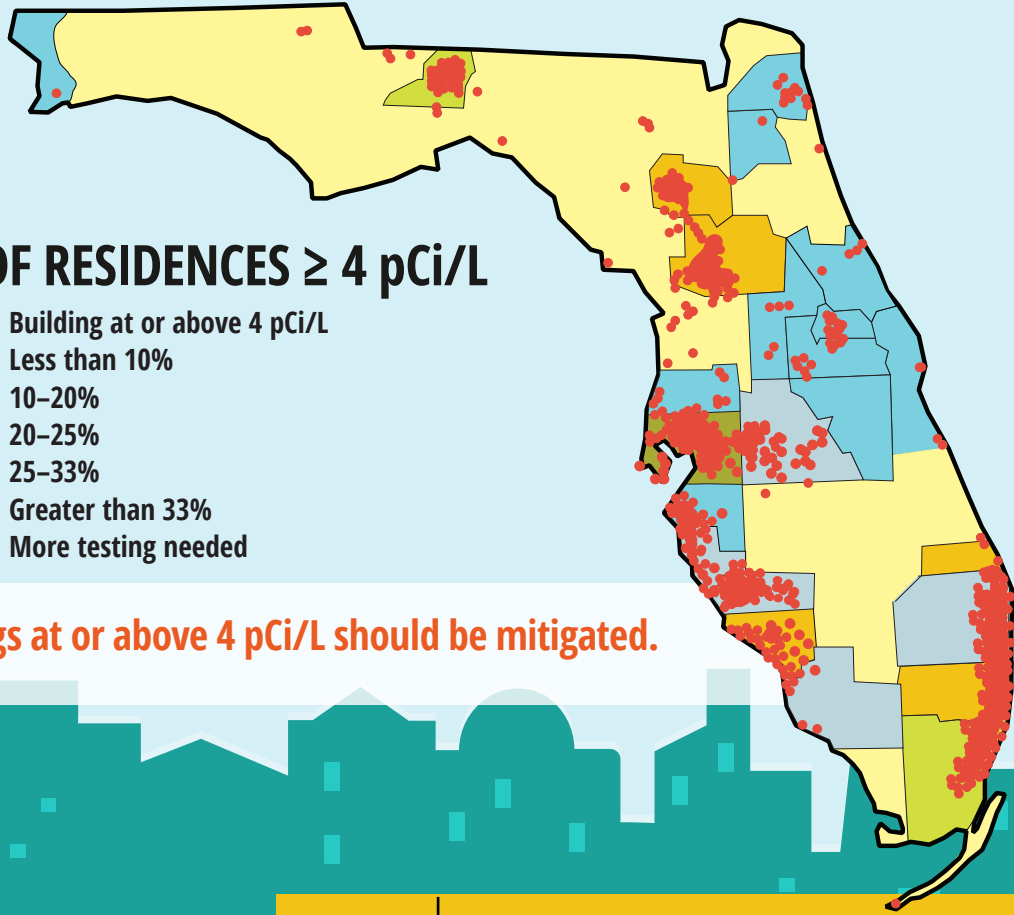 OF RESIDENCES ≥ 4 pCi/L
Building at or above 4 pCi/L
Less than 10%
10–20%
20–25%
25–33%
Greater than 33%
More testing needed
gs at or above 4 pCi/L should be mitigated.